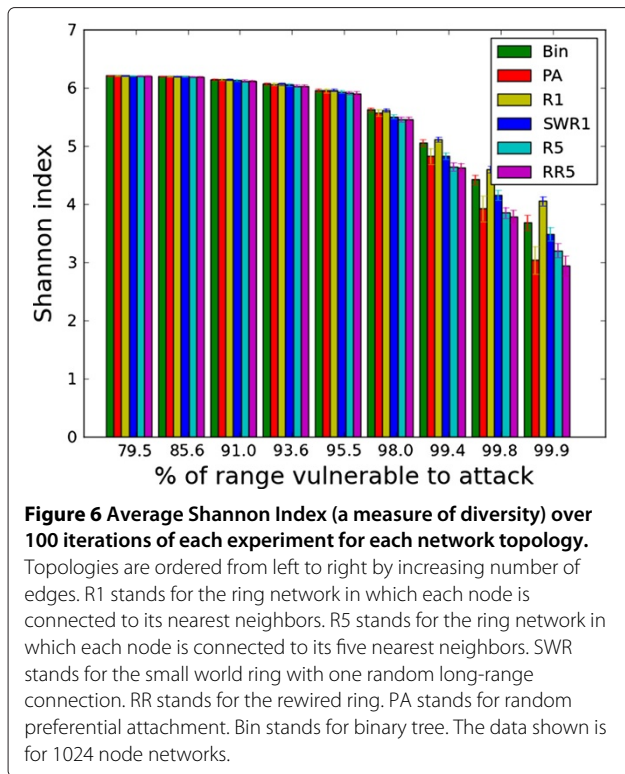 7
6
5
4
3
2
1
0
Shannon index
Bin
PA
R1
SWR1
R5
RR5
79.5 85.6 91.0 93.6 95.5 98.0 99.4 99.8 99.9
% of range vulnerable to attack
Figure 6 Average Shannon Index (a measure of diversity) over
100 iterations of each experiment for each network topology.
Topologies are ordered from left to right by increasing number of
edges. R1 stands for the ring network in which each node is
connected to its nearest neighbors. R5 stands for the ring network in
which each node is connected to its five nearest neighbors. SWR
stands for the small world ring with one random long-range
connection. RR stands for the rewired ring. PA stands for random
preferential attachment. Bin stands for binary tree. The data shown is
for 1024 node networks.